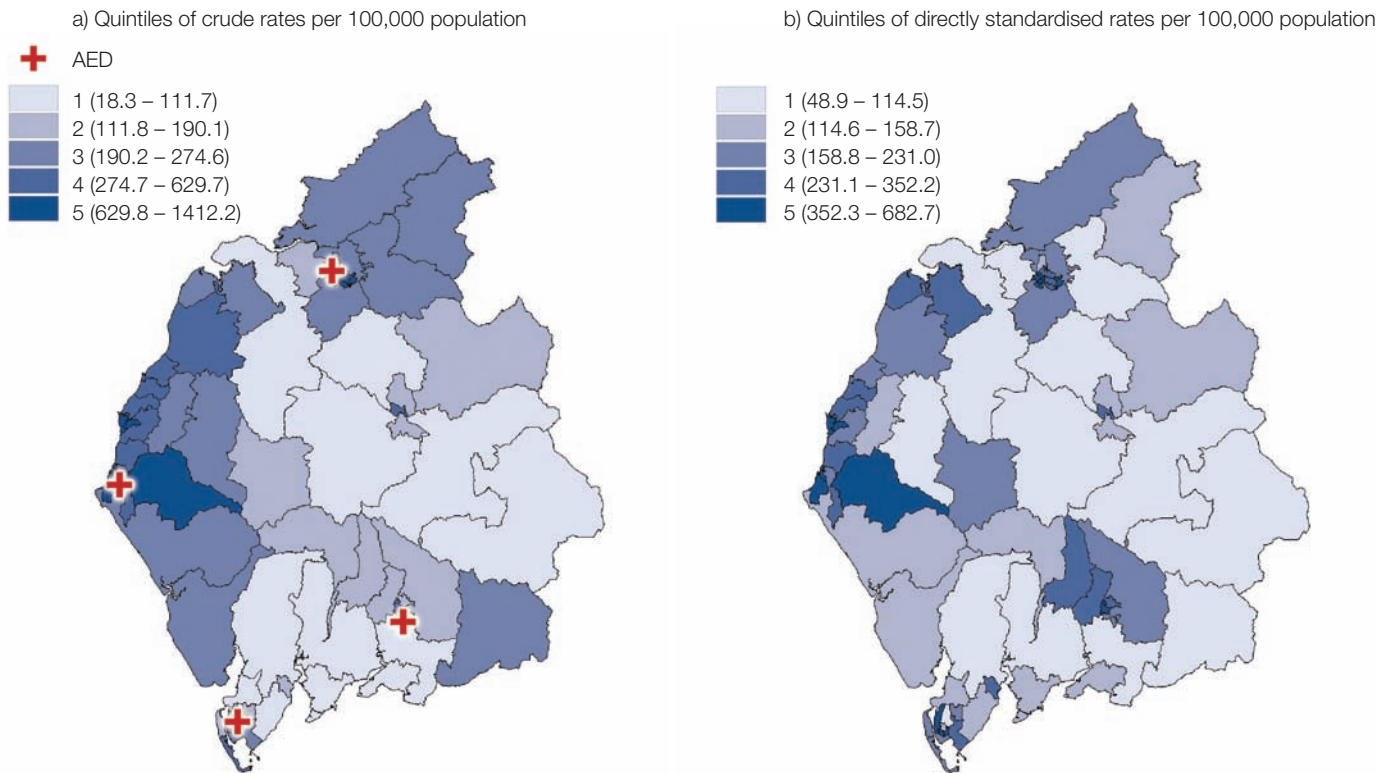 a) Quintiles of crude rates per 100,000 population
AED
1 (18.3 – 111.7)
2 (111.8 – 190.1)
3 (190.2 – 274.6)
4 (274.7 – 629.7)
5 (629.8 – 1412.2)
b) Quintiles of directly standardised rates per 100,000 population
1 (48.9 – 114.5)
2 (114.6 – 158.7)
3 (158.8 – 231.0)
4 (231.1 – 352.2)
5 (352.3 – 682.7)